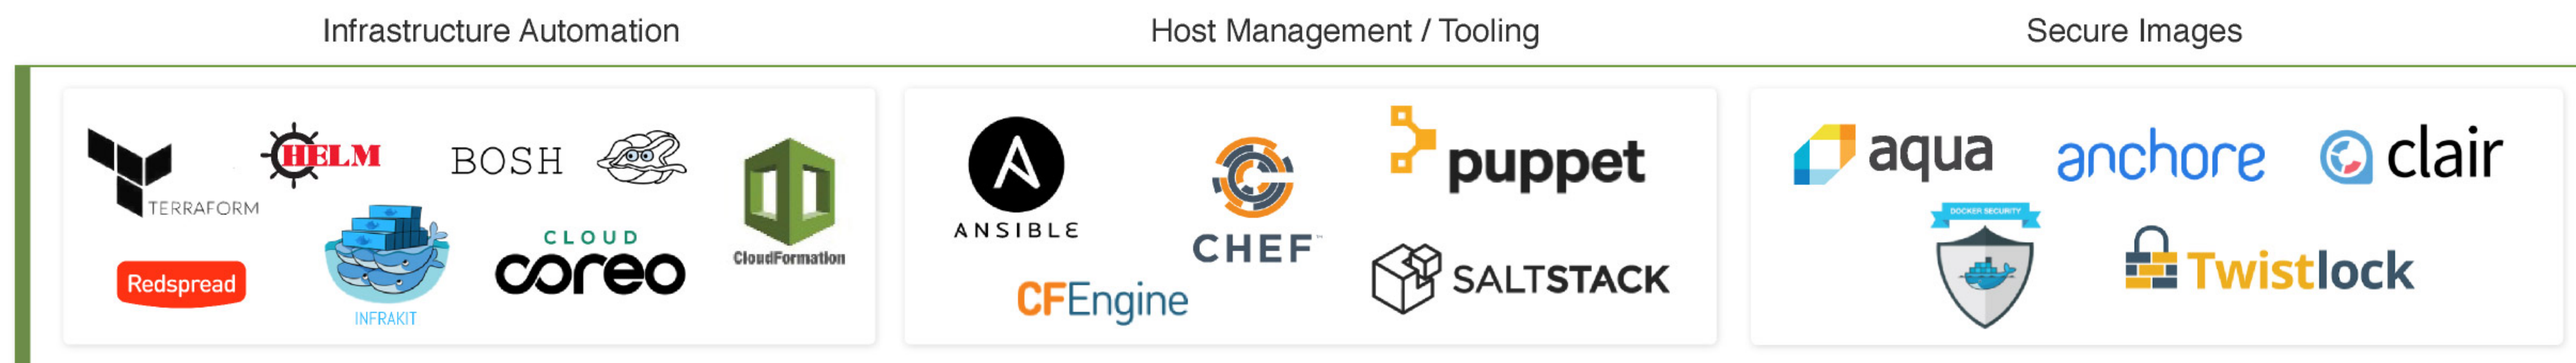 Infrastructure Automation
Host Management / Tooling
Secure Images
TERRAFORM
HELM
BOSH
CloudFormation
Redspread
INFRAKIT
CLOUD
coreo
ANSIBLE
CHEF
puppet
CFEngine
SALTSTACK
aqua
anchore
clair
DOCKER SECURITY
Twistlock